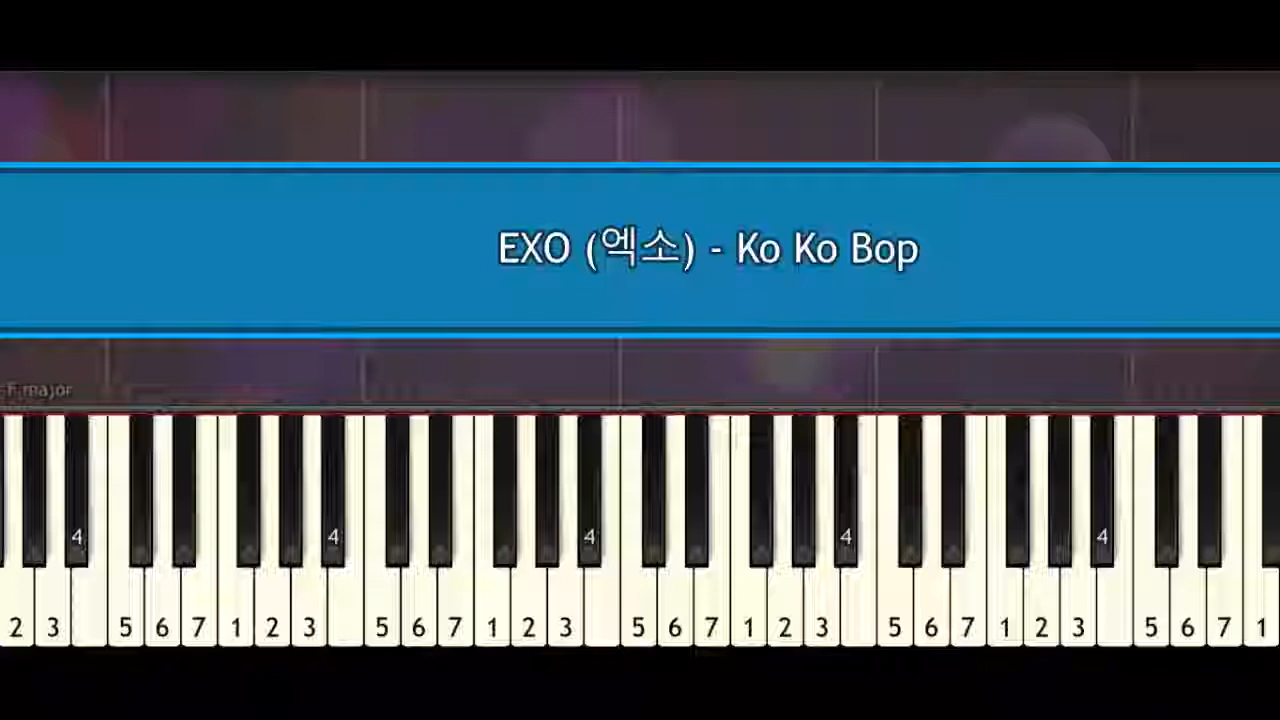 EXO (엑소) - Ko Ko Bop
F major
4 4 4 4 4
2 3 5 6 7 1 2 3 5 6 7 1 2 3 5 6 7 1 2 3 5 6 7 1 2 3 5 6 7 1